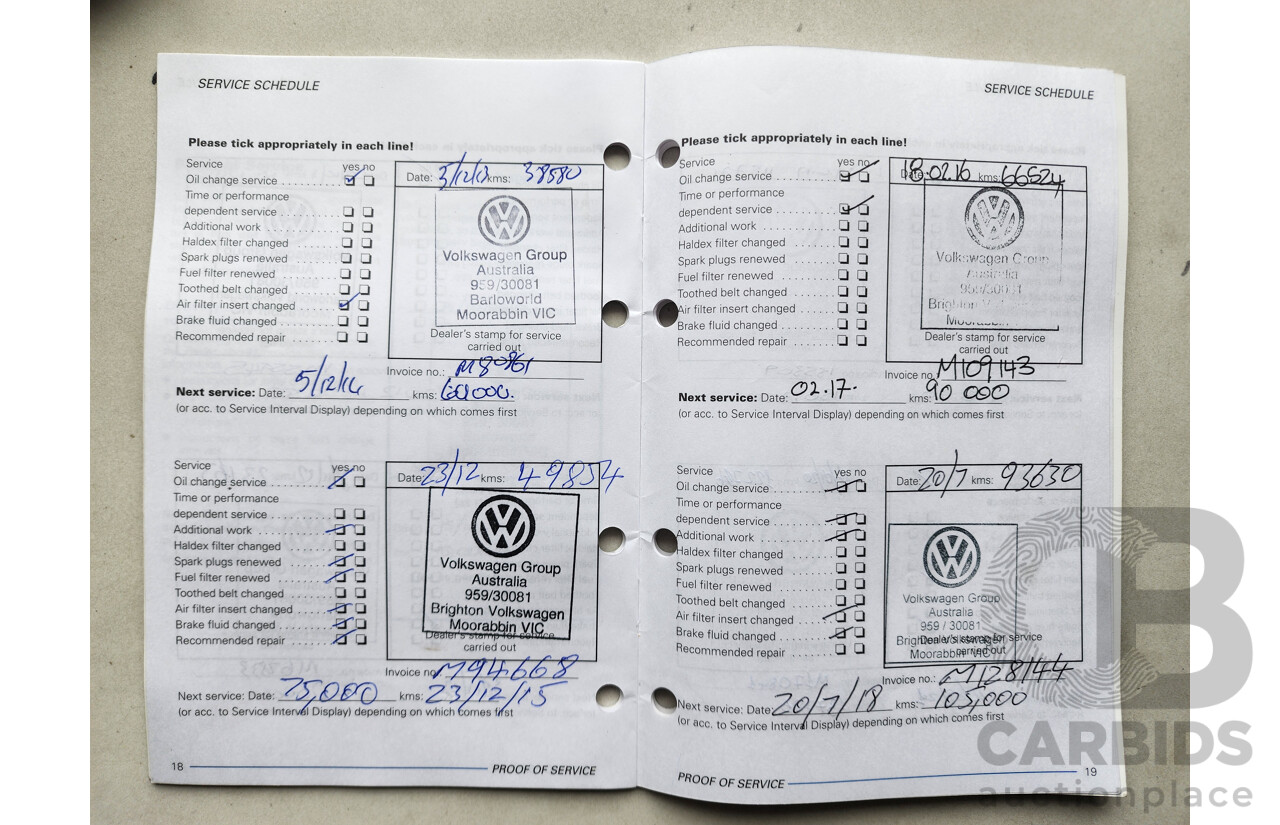 SERVICE SCHEDULE
Please tick appropriately in each line!
Service yes no
Oil change service
Time or performance
dependent service
Additional work
Haldex filter changed
Spark plugs renewed
Fuel filter renewed
Toothed belt changed
Air filter insert changed
Brake fluid changed
Recommended repair
Date: 3/12/13 kms: 38580
Volkswagen Group
Australia
959/30081
Barloworld
Moorabbin VIC
Dealer's stamp for service
carried out
Invoice no.: M80861
Next service: Date: 5/12/14 kms: 60000.
(or acc. to Service Interval Display) depending on which comes first
Service yes no
Oil change service
Time or performance
dependent service
Additional work
Haldex filter changed
Spark plugs renewed
Fuel filter renewed
Toothed belt changed
Air filter insert changed
Brake fluid changed
Recommended repair
Date: 23/12 kms: 49854
Volkswagen Group
Australia
959/30081
Brighton Volkswagen
Moorabbin VIC
Dealer's stamp for service
carried out
Invoice no. M94668
Next service: Date: 75,000 kms: 23/12/15
(or acc. to Service Interval Display) depending on which comes first
18 PROOF OF SERVICE
SERVICE SCHEDULE
Please tick appropriately in each line!
Service yes no
Oil change service
Time or performance
dependent service
Additional work
Haldex filter changed
Spark plugs renewed
Fuel filter renewed
Toothed belt changed
Air filter insert changed
Brake fluid changed
Recommended repair
Date: 18.02.16 kms: 66524
Volkswagen Group
Australia
959/30081
Dealer's stamp for service
carried out
Invoice no. M109143
Next service: Date: 02.17. kms: 90 000
(or acc. to Service Interval Display) depending on which comes first
Service yes no
Oil change service
Time or performance
dependent service
Additional work
Haldex filter changed
Spark plugs renewed
Fuel filter renewed
Toothed belt changed
Air filter insert changed
Brake fluid changed
Recommended repair
Date: 20/7 kms: 93630
Volkswagen Group
Australia
959 / 30081
Brighton Volkswagen
Moorabbin VIC
Dealer's stamp for service
carried out
Invoice no.: M128144
Next service: Date: 20/7/18 kms: 105,000
(or acc. to Service Interval Display) depending on which comes first
PROOF OF SERVICE 19
CARBIDS
auctionplace